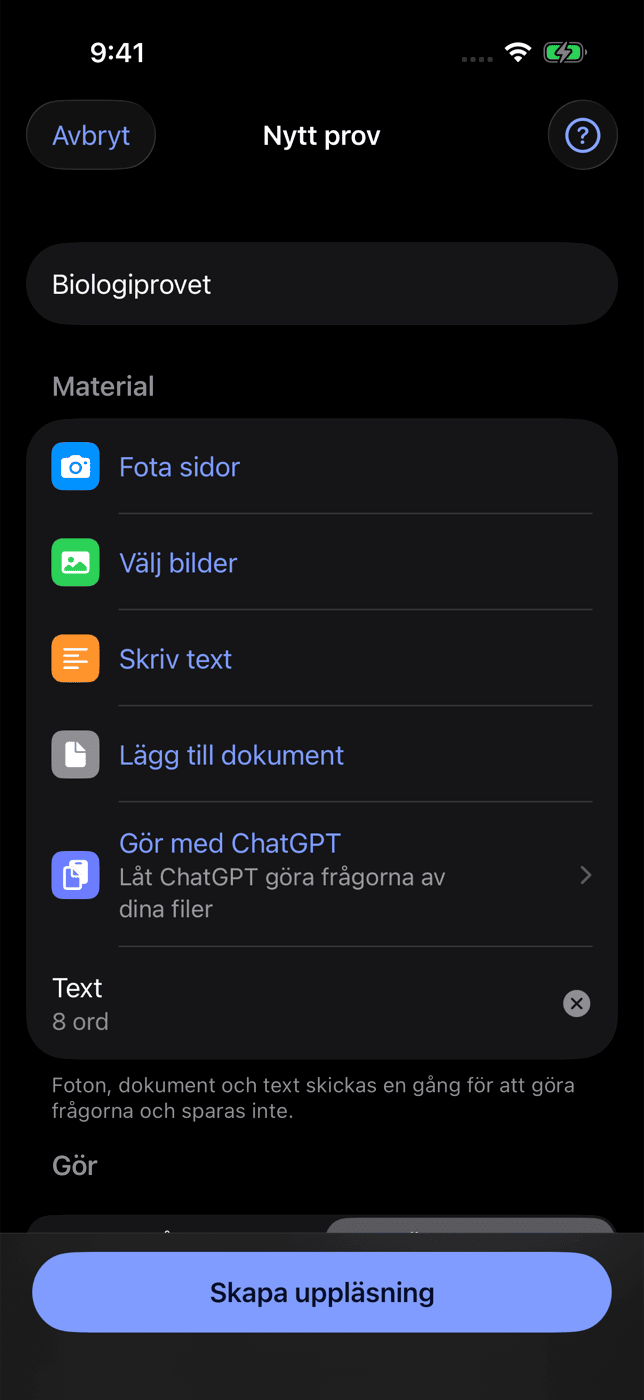 9:41
Avbryt
Nytt prov
?
Biologiprovet
Material
Fota sidor
Välj bilder
Skriv text
Lägg till dokument
Gör med ChatGPT
Låt ChatGPT göra frågorna av
dina filer
Text
8 ord
Foton, dokument och text skickas en gång för att göra
frågorna och sparas inte.
Gör
Skapa uppläsning